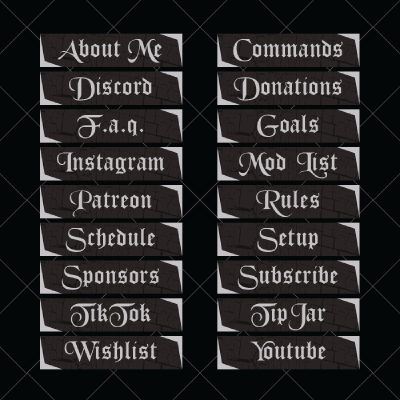 About Me
Commands
Discord
Donations
F.a.q.
Goals
Instagram
Mod List
Patreon
Rules
Schedule
Setup
Sponsors
Subscribe
TikTok
TipJar
Wishlist
Youtube